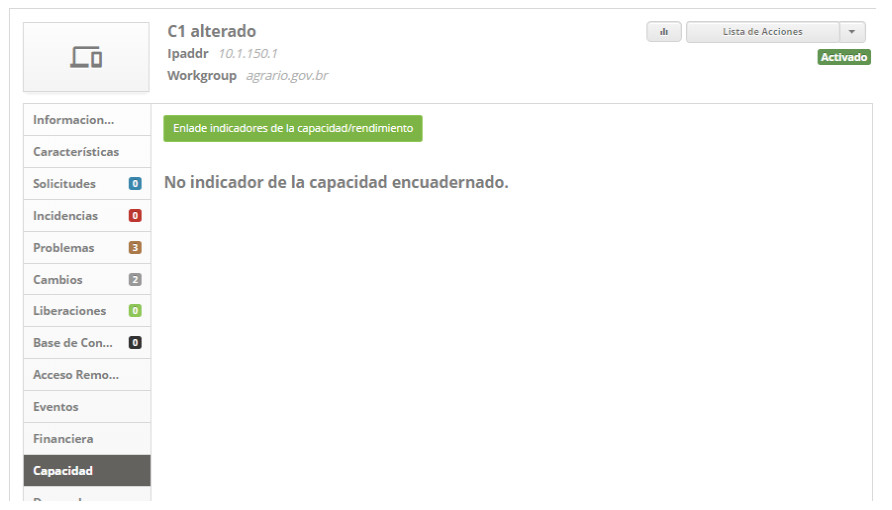 C1 alterado
Ipaddr 10.1.150.1
Workgroup agrario.gov.br
Lista de Acciones
Activado
Informacion...
Características
Solicitudes 0
Incidencias 0
Problemas 3
Cambios 2
Liberaciones 0
Base de Con... 0
Acceso Remo...
Eventos
Financiera
Capacidad
Enlade indicadores de la capacidad/rendimiento
No indicador de la capacidad encuadernado.